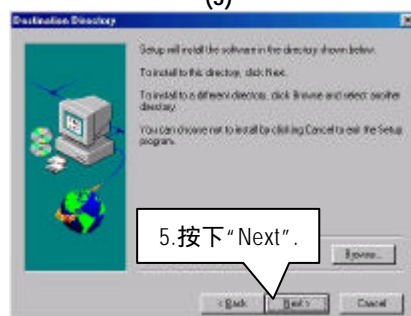 (5)
Destination Directory
Setup will install the software in the directory shown below.
To install to this directory, click Next.
To install to a different directory, click Browse and select another
directory.
You can choose not to install by clicking Cancel to exit the Setup
program.
5.按下“Next”.
Browse...
< Back
Next >
Cancel